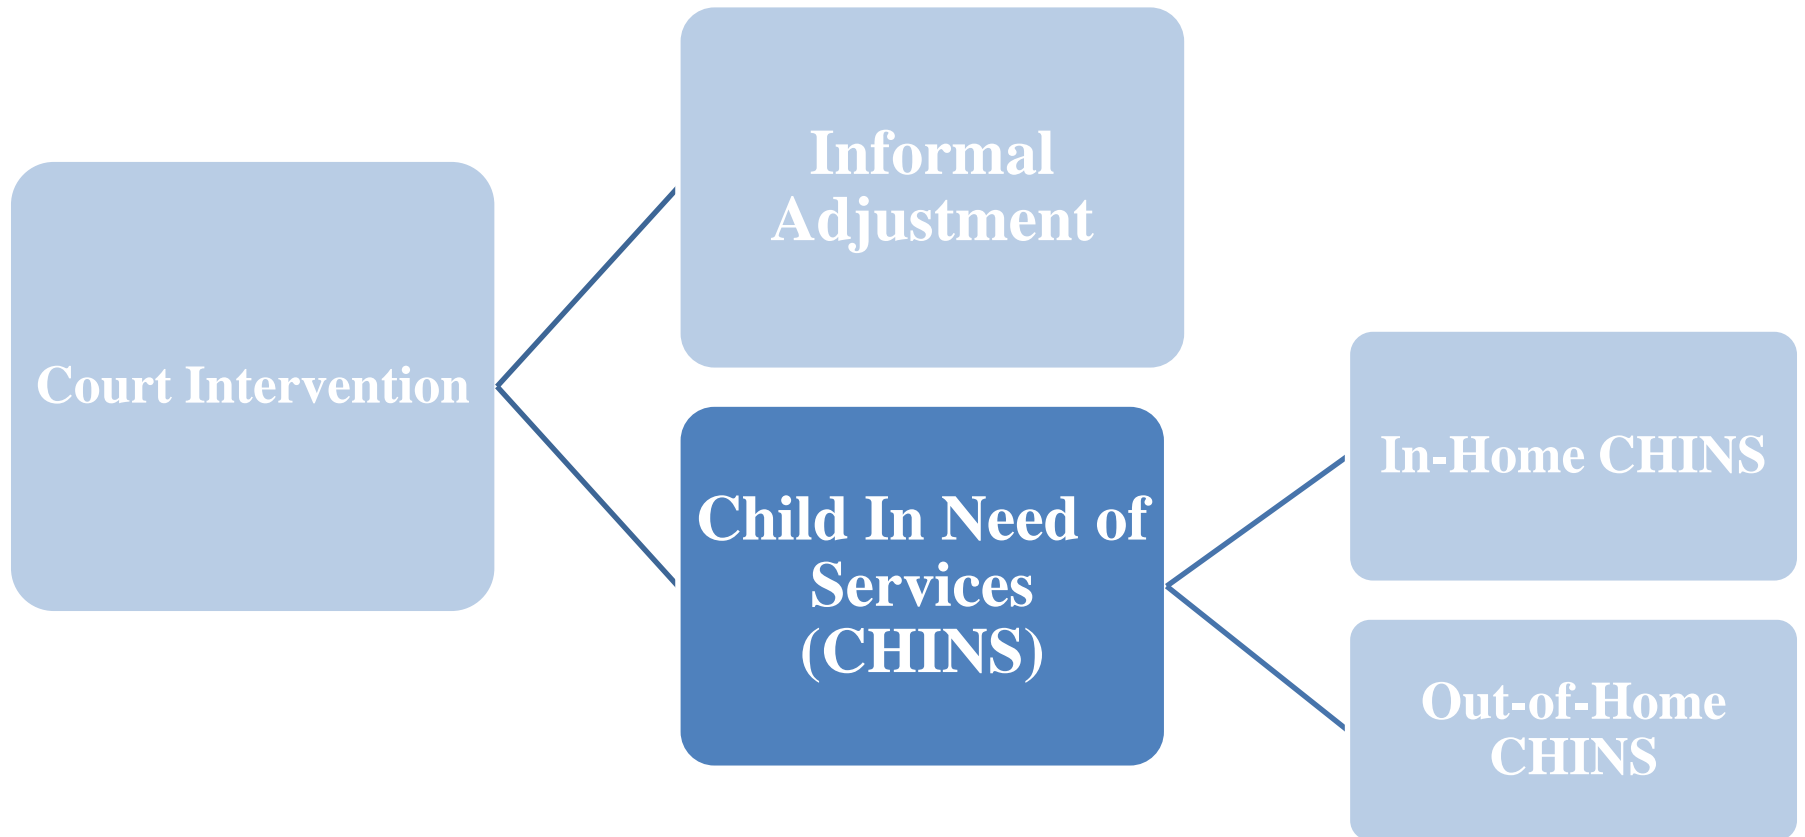 Court Intervention
Informal
Adjustment
Child In Need of
Services
(CHINS)
In-Home CHINS
Out-of-Home
CHINS